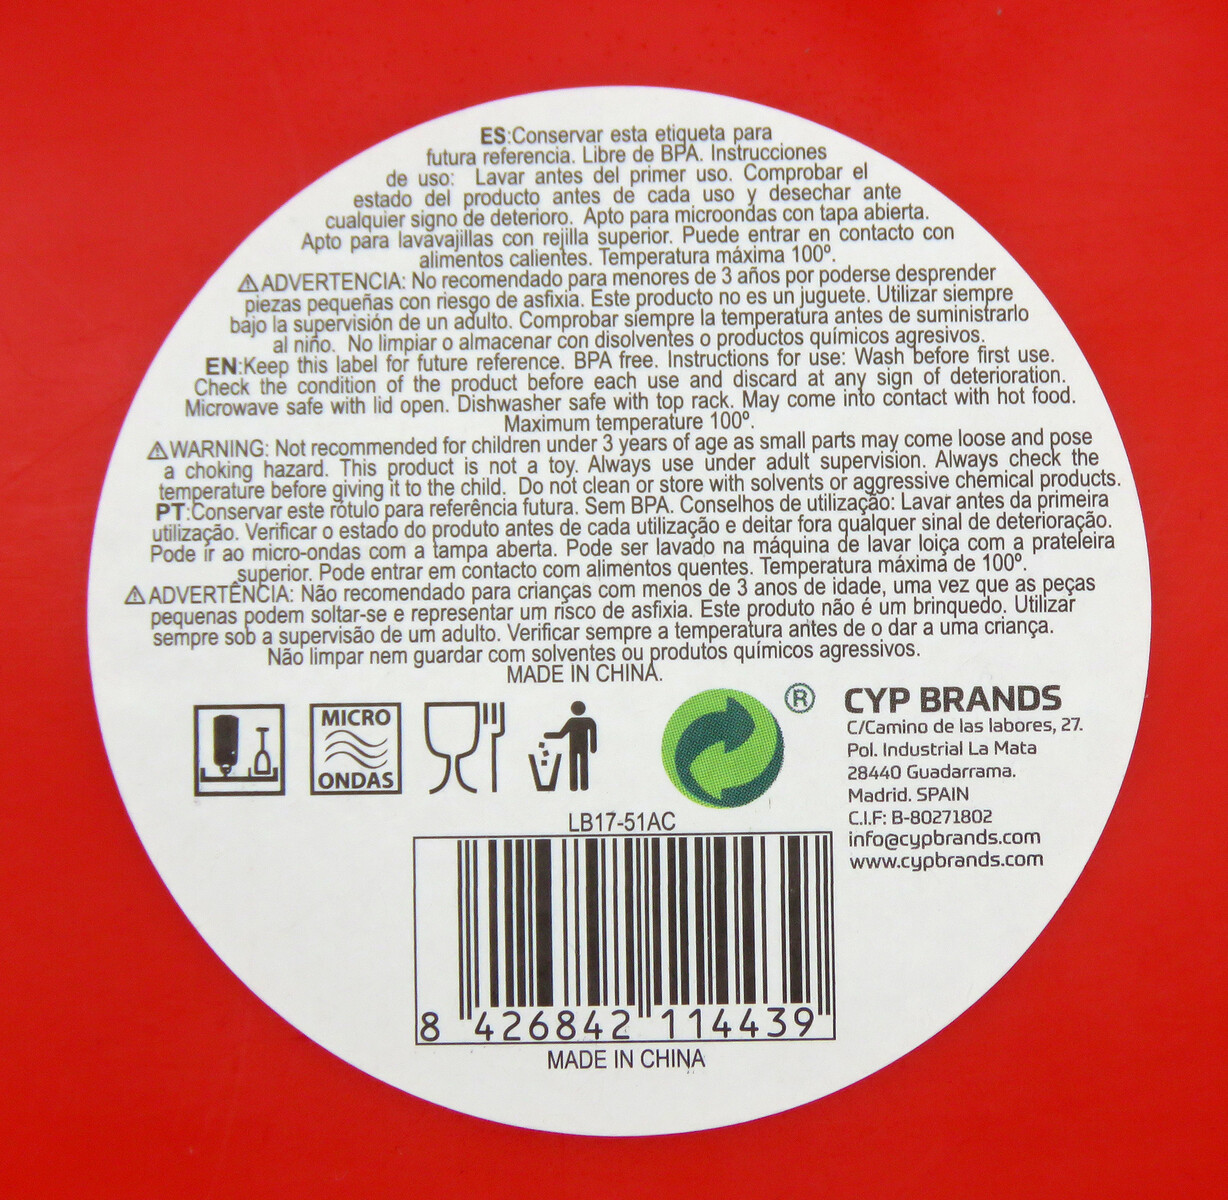 ES:Conservar esta etiqueta para
futura referencia. Libre de BPA. Instrucciones
de uso: Lavar antes del primer uso. Comprobar el
estado del producto antes de cada uso y desechar ante
cualquier signo de deterioro. Apto para microondas con tapa abierta.
Apto para lavavajillas con rejilla superior. Puede entrar en contacto con
alimentos calientes. Temperatura máxima 100º.
⚠ADVERTENCIA: No recomendado para menores de 3 años por poderse desprender
piezas pequeñas con riesgo de asfixia. Este producto no es un juguete. Utilizar siempre
bajo la supervisión de un adulto. Comprobar siempre la temperatura antes de suministrarlo
al niño. No limpiar o almacenar con disolventes o productos químicos agresivos.
EN:Keep this label for future reference. BPA free. Instructions for use: Wash before first use.
Check the condition of the product before each use and discard at any sign of deterioration.
Microwave safe with lid open. Dishwasher safe with top rack. May come into contact with hot food.
Maximum temperature 100º.
⚠WARNING: Not recommended for children under 3 years of age as small parts may come loose and pose
a choking hazard. This product is not a toy. Always use under adult supervision. Always check the
temperature before giving it to the child. Do not clean or store with solvents or aggressive chemical products.
PT:Conservar este rótulo para referência futura. Sem BPA. Conselhos de utilização: Lavar antes da primeira
utilização. Verificar o estado do produto antes de cada utilização e deitar fora qualquer sinal de deterioração.
Pode ir ao micro-ondas com a tampa aberta. Pode ser lavado na máquina de lavar loiça com a prateleira
superior. Pode entrar em contacto com alimentos quentes. Temperatura máxima de 100º.
⚠ADVERTÊNCIA: Não recomendado para crianças com menos de 3 anos de idade, uma vez que as peças
pequenas podem soltar-se e representar um risco de asfixia. Este produto não é um brinquedo. Utilizar
sempre sob a supervisão de um adulto. Verificar sempre a temperatura antes de o dar a uma criança.
Não limpar nem guardar com solventes ou produtos químicos agressivos.
MADE IN CHINA.
MICRO
ONDAS
®
CYP BRANDS
C/Camino de las labores, 27.
Pol. Industrial La Mata
28440 Guadarrama.
Madrid. SPAIN
C.I.F: B-80271802
info@cypbrands.com
www.cypbrands.com
LB17-51AC
8 426842 114439
MADE IN CHINA